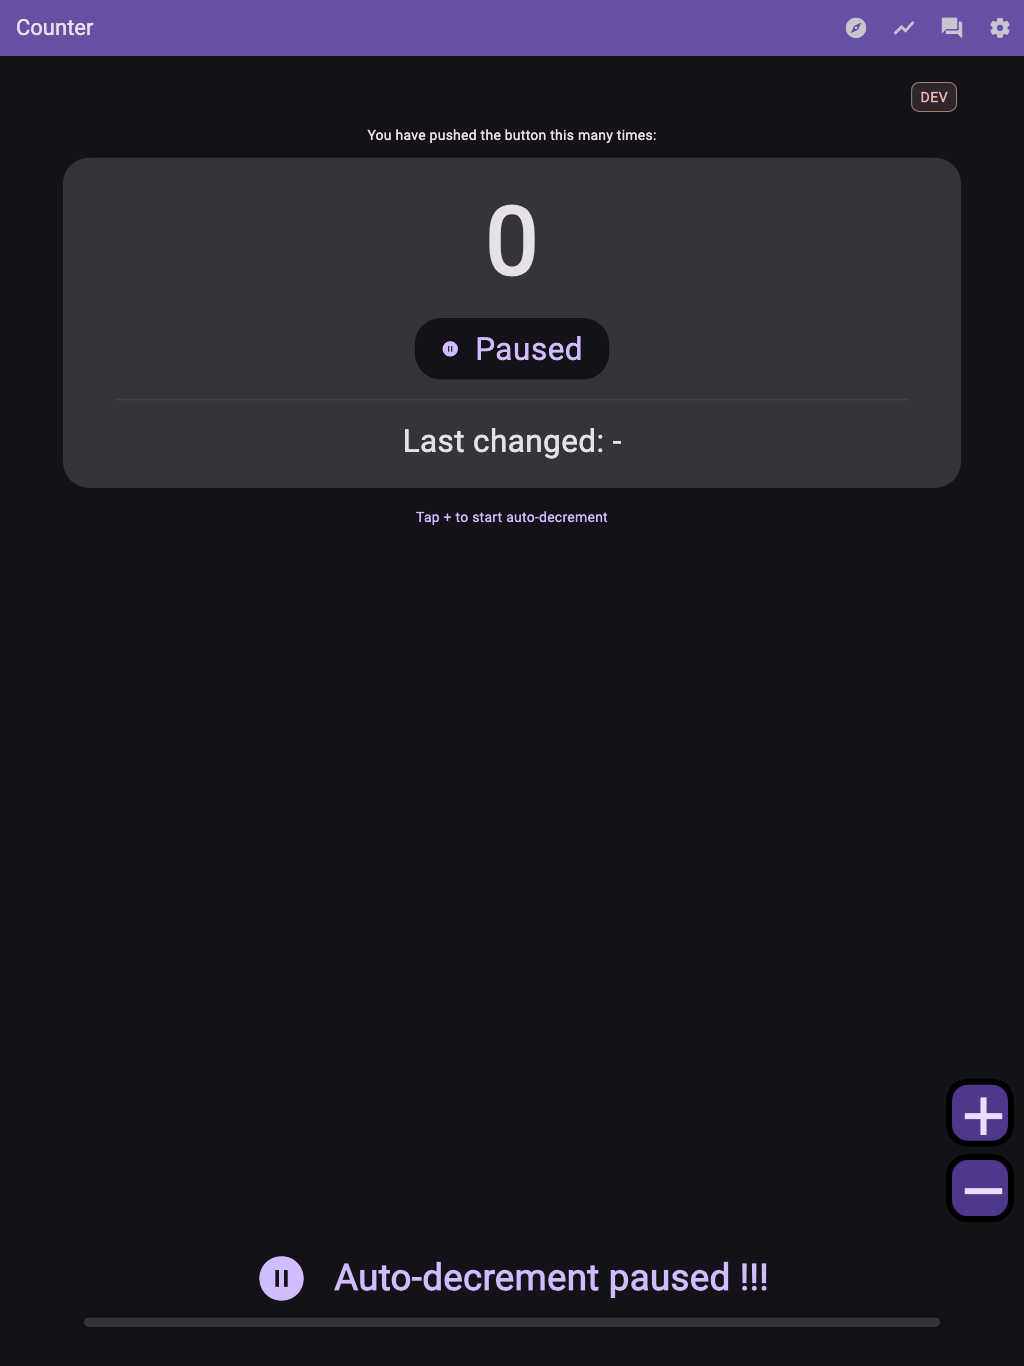 Counter
DEV
You have pushed the button this many times:
0
Paused
Last changed: -
Tap + to start auto-decrement
+
−
Auto-decrement paused !!!